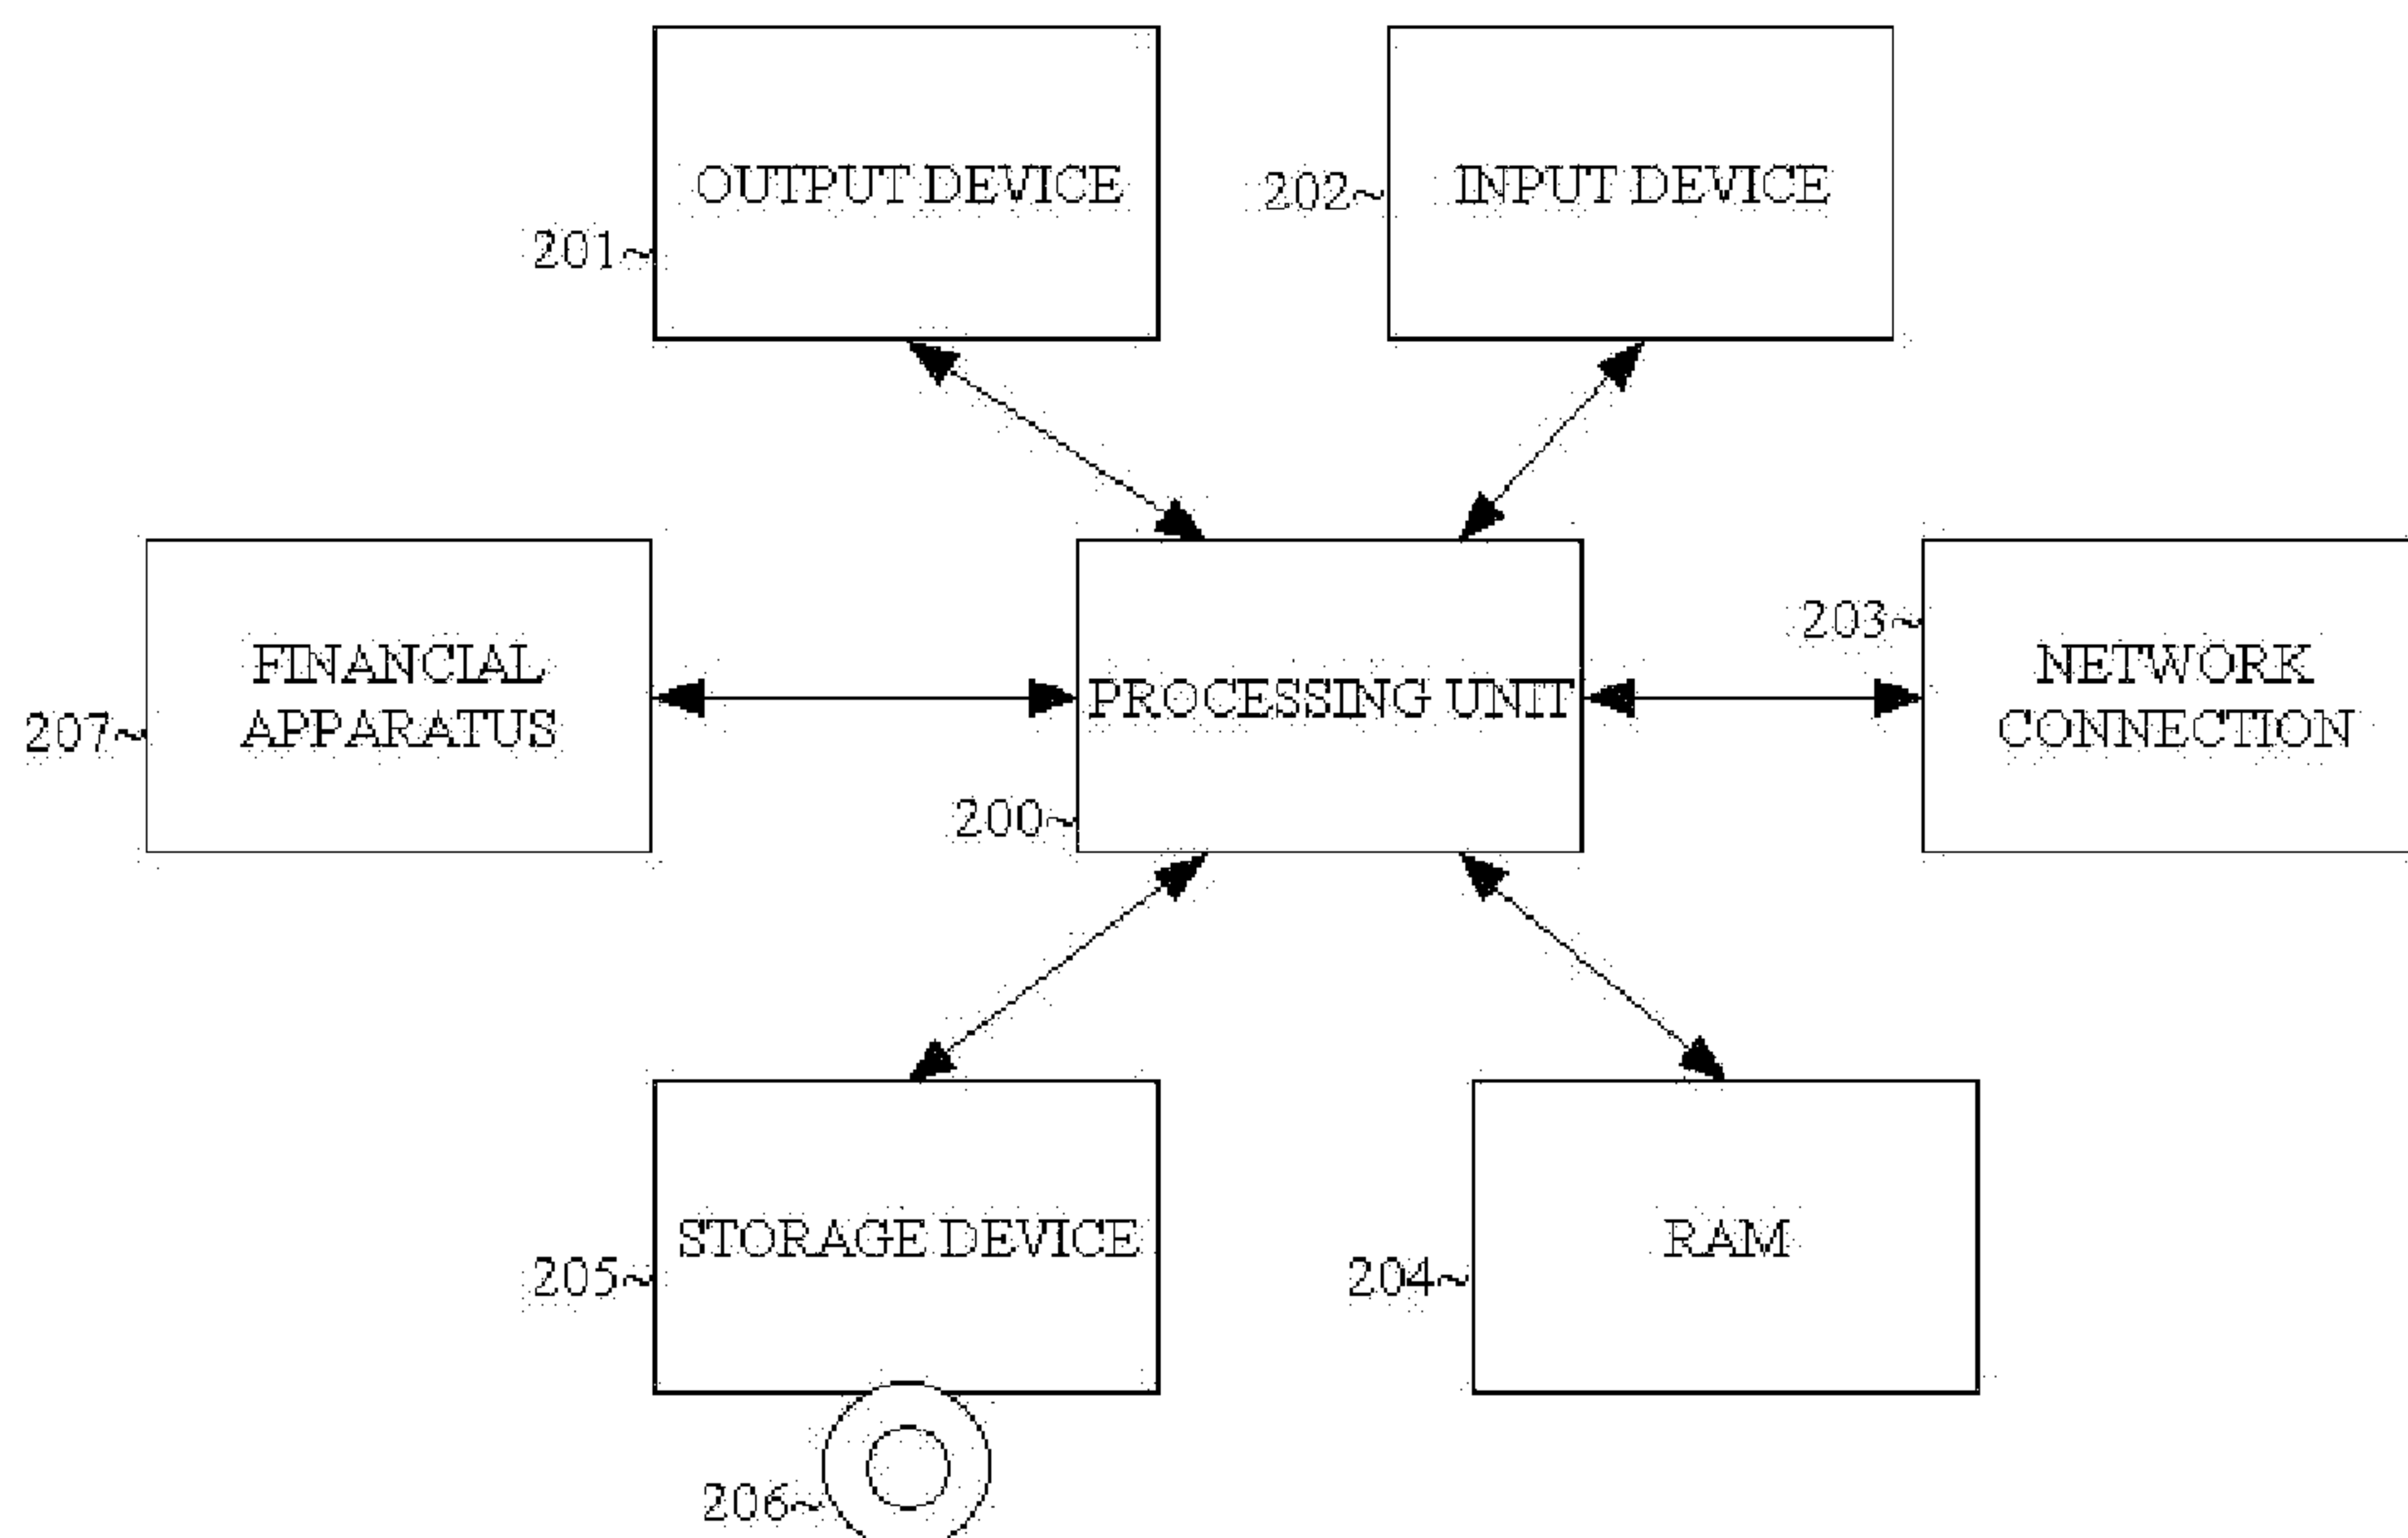 OUTPUT DEVICE
201~
INPUT DEVICE
202~
FINANCIAL
APPARATUS
207~
PROCESSING UNIT
200~
203~
NETWORK
CONNECTION
STORAGE DEVICE
205~
RAM
204~
206~